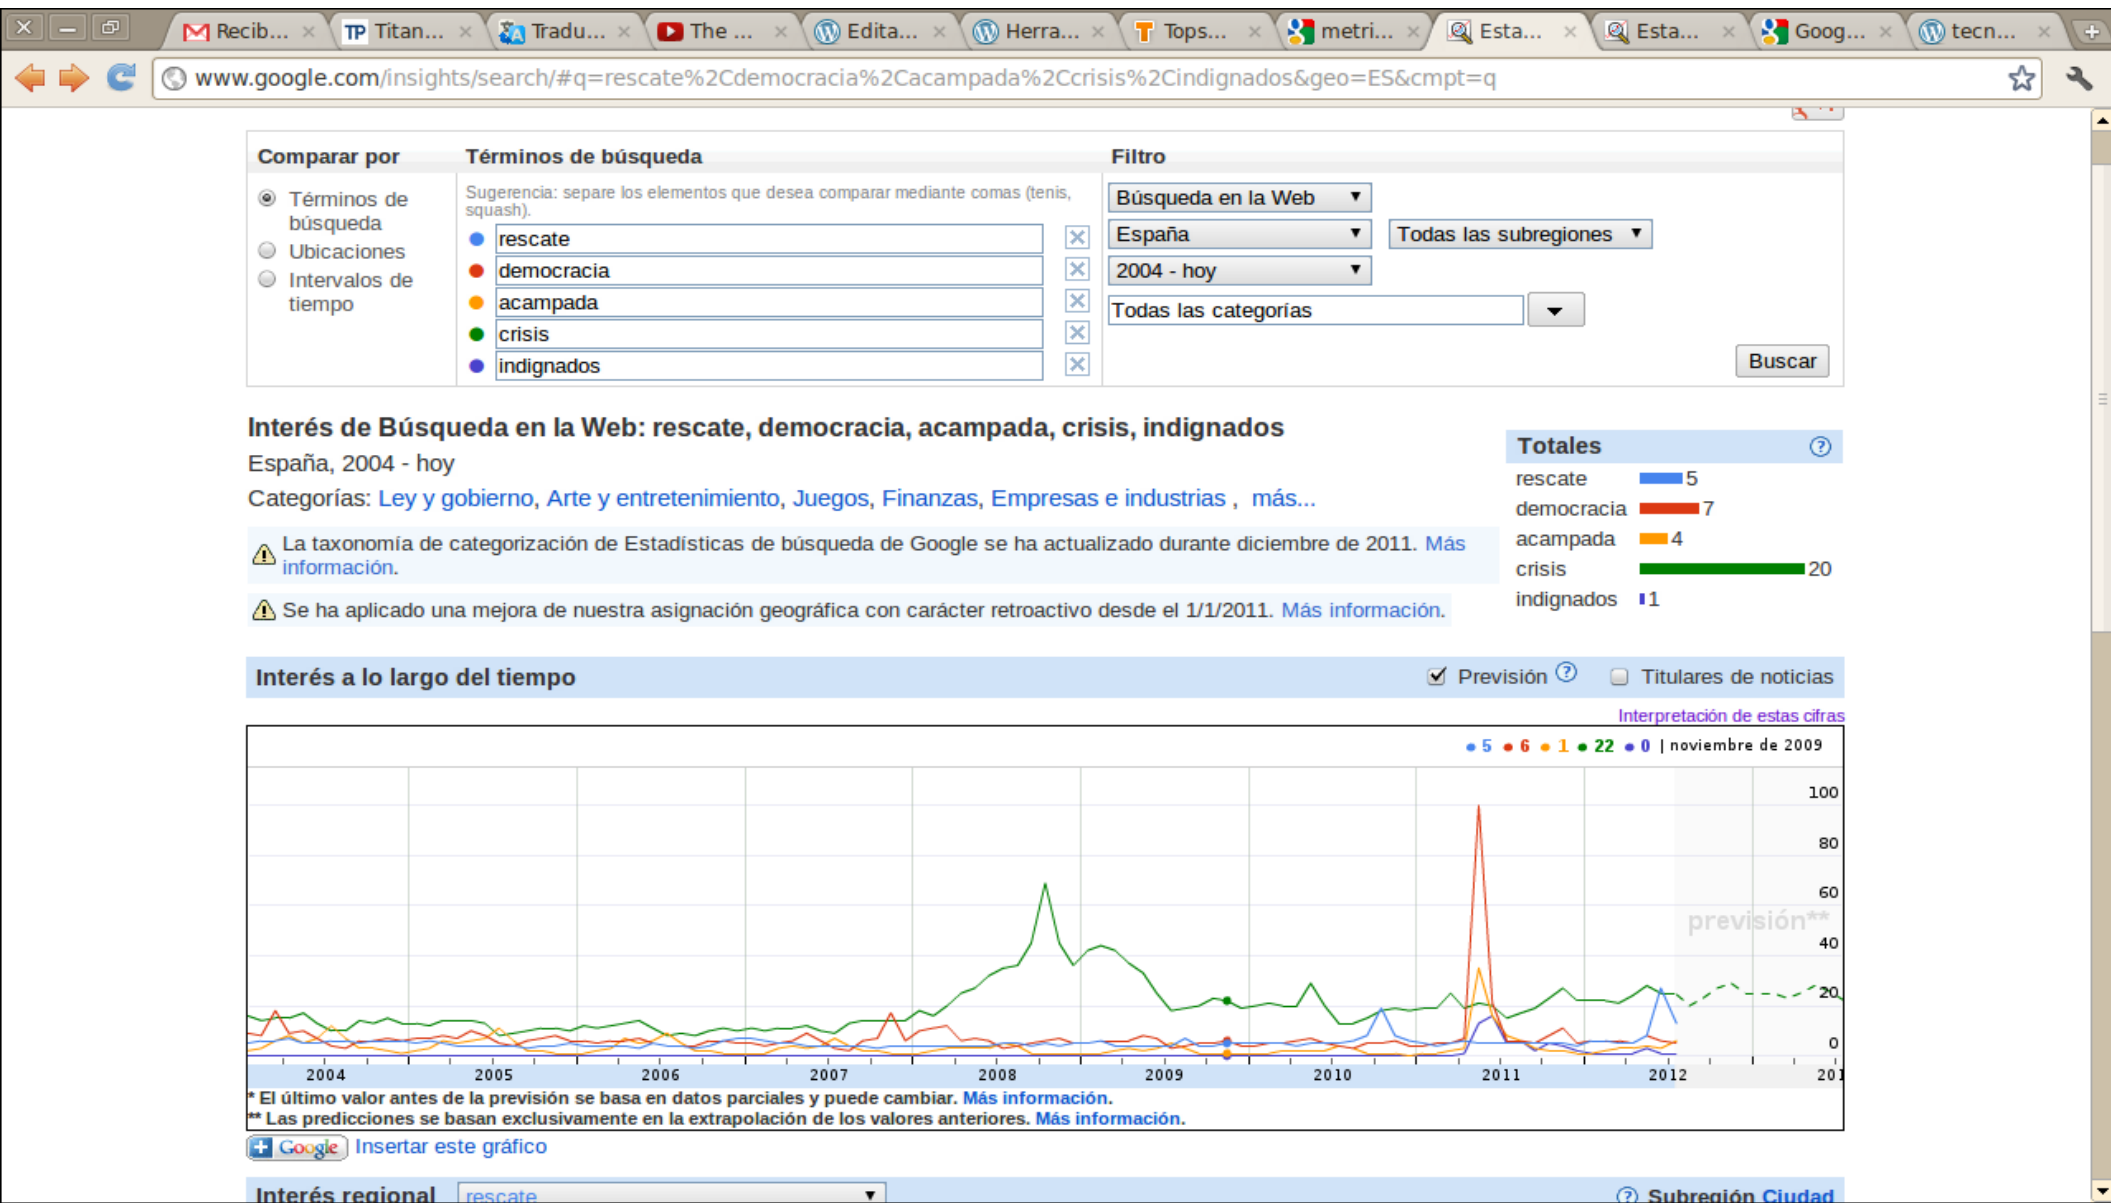 Recib... TP Titan... Tradu... The ... Edita... Herra... Tops... metri... Esta... Esta... Goog... tecn...
www.google.com/insights/search/#q=rescate%2Cdemocracia%2Cacampada%2Ccrisis%2Cindignados&geo=ES&cmpt=q
Comparar por
Términos de búsqueda
Ubicaciones
Intervalos de tiempo
Términos de búsqueda
Sugerencia: separe los elementos que desea comparar mediante comas (tenis,
squash).
rescate
democracia
acampada
crisis
indignados
Filtro
Búsqueda en la Web
España Todas las subregiones
2004 - hoy
Todas las categorías
Buscar
Interés de Búsqueda en la Web: rescate, democracia, acampada, crisis, indignados
España, 2004 - hoy
Categorías: Ley y gobierno, Arte y entretenimiento, Juegos, Finanzas, Empresas e industrias , más...
La taxonomía de categorización de Estadísticas de búsqueda de Google se ha actualizado durante diciembre de 2011. Más
información.
Se ha aplicado una mejora de nuestra asignación geográfica con carácter retroactivo desde el 1/1/2011. Más información.
Totales ?
rescate 5
democracia 7
acampada 4
crisis 20
indignados 1
Interés a lo largo del tiempo Previsión ? Titulares de noticias
Interpretación de estas cifras
5 6 1 22 0 | noviembre de 2009
100
80
60
previsión**
40
20
0
2004 2005 2006 2007 2008 2009 2010 2011 2012 201
* El último valor antes de la previsión se basa en datos parciales y puede cambiar. Más información.
** Las predicciones se basan exclusivamente en la extrapolación de los valores anteriores. Más información.
+ Google Insertar este gráfico
Interés regional rescate ? Subregión Ciudad